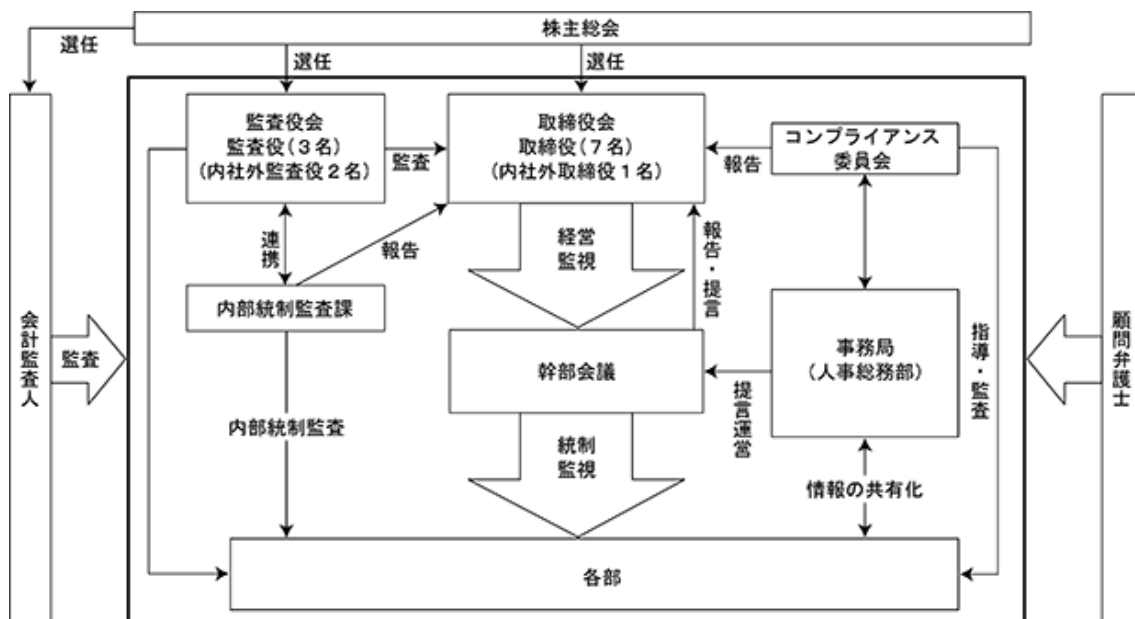 株主総会
選任
選任
選任
監査役会
監査役(3名)
(内社外監査役2名)
監査
取締役会
取締役(7名)
(内社外取締役1名)
報告
コンプライアンス
委員会
連携
報告
経営
監視
報告・提言
内部統制監査課
会計監査人
監査
幹部会議
提言運営
事務局
(人事総務部)
指導・監査
顧問弁護士
内部統制監査
統制
監視
情報の共有化
各部